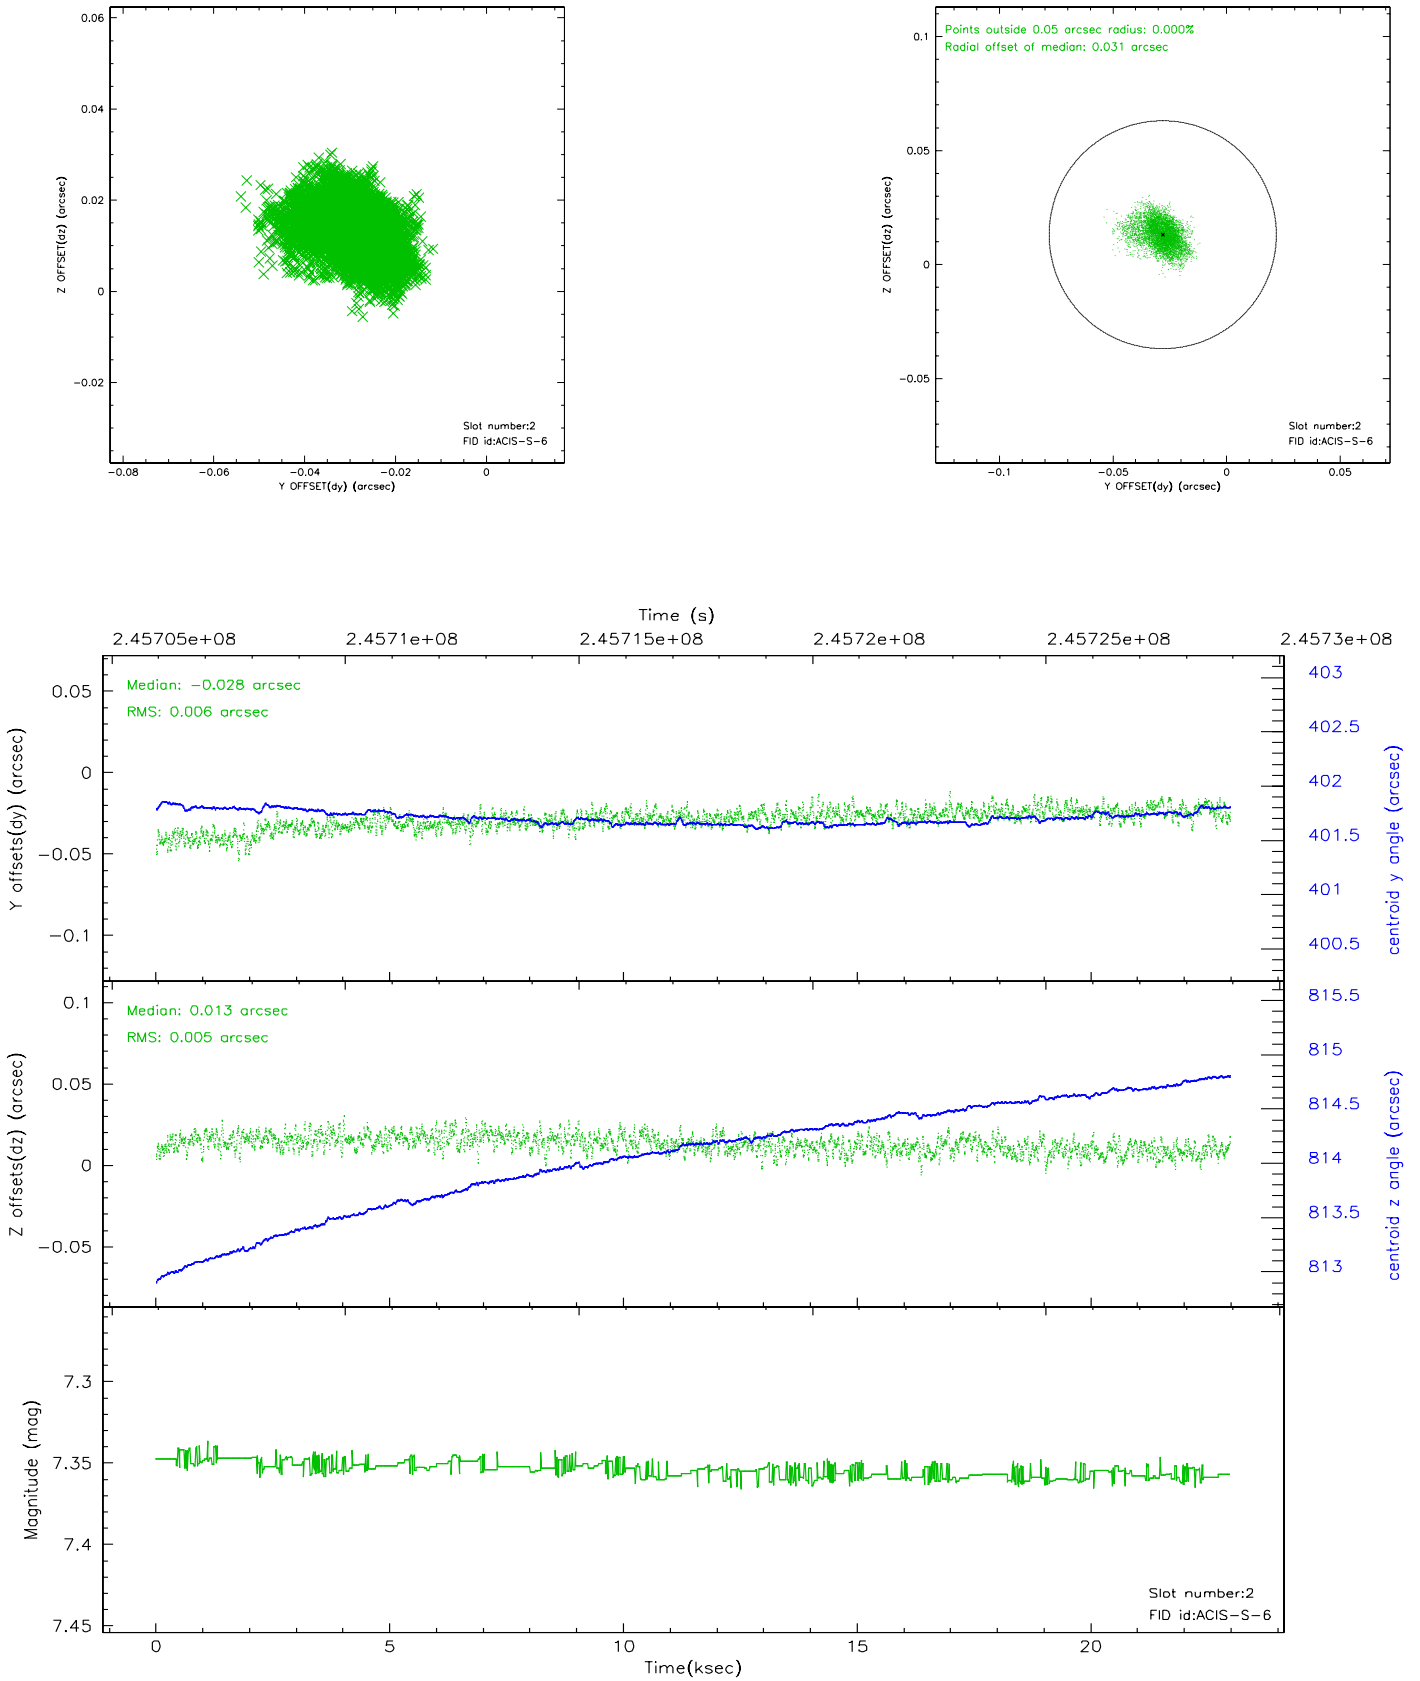 0.06
0.04
0.02
0
−0.02
Z OFFSET(dz) (arcsec)
Slot number:2
FID id:ACIS−S−6
−0.08 −0.06 −0.04 −0.02 0
Y OFFSET(dy) (arcsec)
Points outside 0.05 arcsec radius: 0.000%
Radial offset of median: 0.031 arcsec
0.1
0.05
0
−0.05
Z OFFSET(dz) (arcsec)
Slot number:2
FID id:ACIS−S−6
−0.1 −0.05 0 0.05
Y OFFSET(dy) (arcsec)
Time (s)
2.45705e+08 2.4571e+08 2.45715e+08 2.4572e+08 2.45725e+08 2.4573e+08
Median: −0.028 arcsec
RMS: 0.006 arcsec
0.05
0
−0.05
−0.1
Y offsets(dy) (arcsec)
403
402.5
402
401.5
401
400.5
centroid y angle (arcsec)
Median: 0.013 arcsec
RMS: 0.005 arcsec
0.1
0.05
0
−0.05
Z offsets(dz) (arcsec)
815.5
815
814.5
814
813.5
813
centroid z angle (arcsec)
7.3
7.35
7.4
7.45
Magnitude (mag)
Slot number:2
FID id:ACIS−S−6
0 5 10 15 20
Time(ksec)